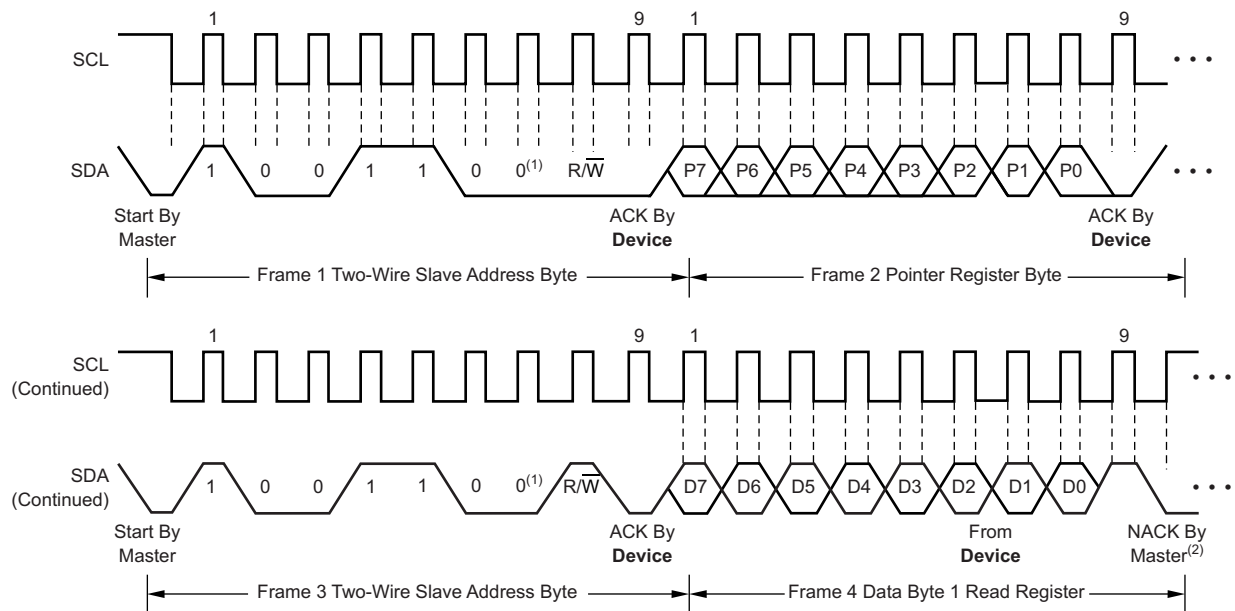 1 9 1 9
SCL • • •
SDA 1 0 0 1 1 0 0(1) R/W̅ P7 P6 P5 P4 P3 P2 P1 P0 • • •
Start By ACK By ACK By
Master Device Device
Frame 1 Two-Wire Slave Address Byte Frame 2 Pointer Register Byte
1 9 1 9
SCL
(Continued) • • •
SDA
(Continued) 1 0 0 1 1 0 0(1) R/W̅ D7 D6 D5 D4 D3 D2 D1 D0 • • •
Start By ACK By From NACK By
Master Device Device Master(2)
Frame 3 Two-Wire Slave Address Byte Frame 4 Data Byte 1 Read Register